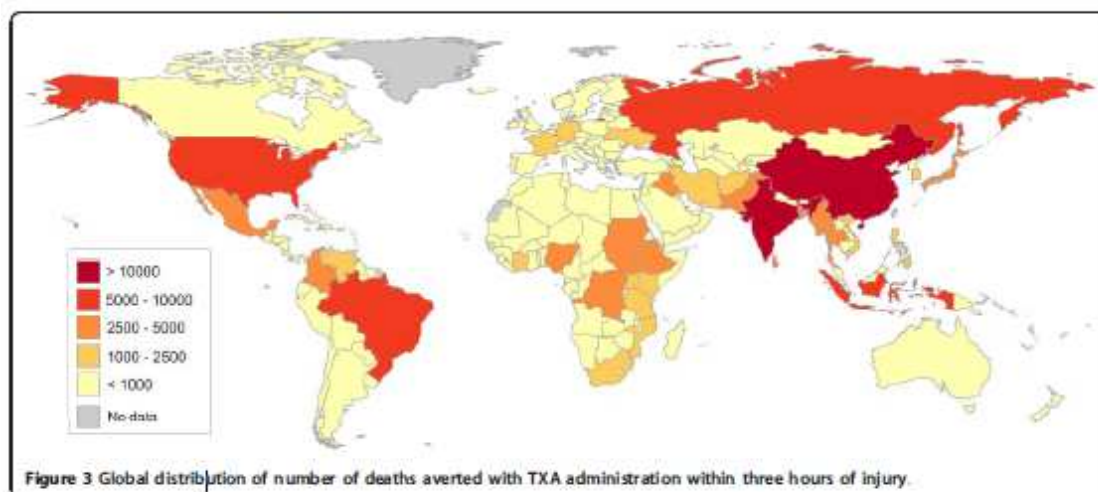 > 10000
5000 - 10000
2500 - 5000
1000 - 2500
< 1000
No data
Figure 3 Global distribution of number of deaths averted with TXA administration within three hours of injury.